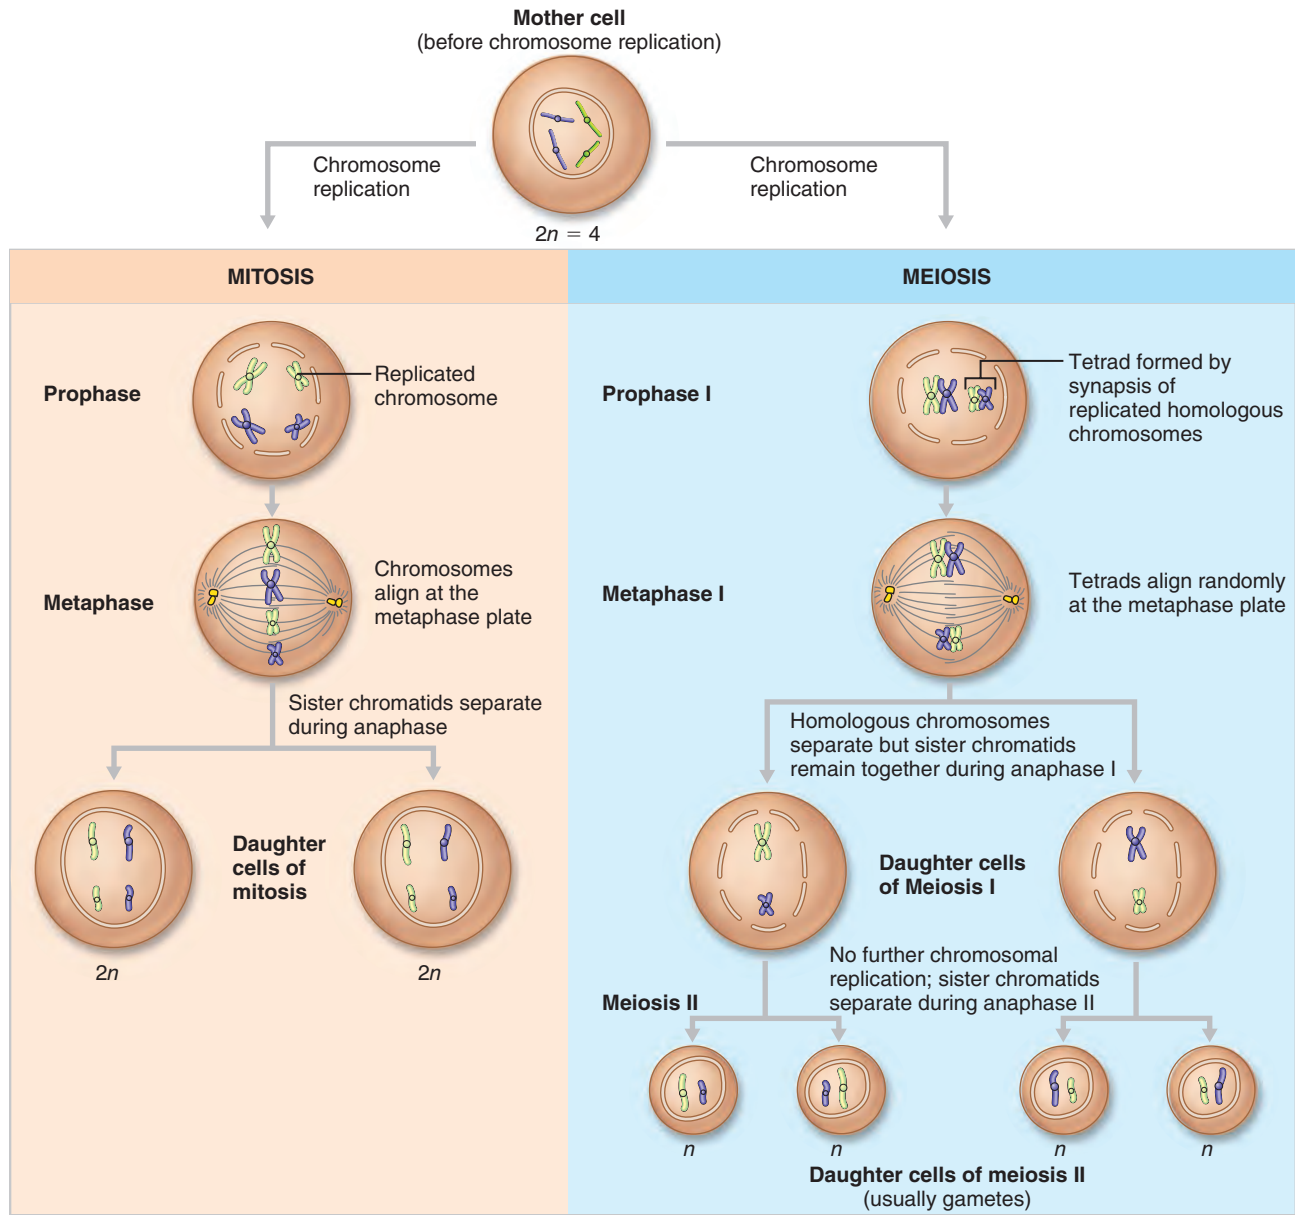 Mother cell
(before chromosome replication)
Chromosome
replication
Chromosome
replication
2n = 4
MITOSIS
MEIOSIS
Prophase
Replicated
chromosome
Prophase I
Tetrad formed by
synapsis of
replicated homologous
chromosomes
Metaphase
Chromosomes
align at the
metaphase plate
Metaphase I
Tetrads align randomly
at the metaphase plate
Sister chromatids separate
during anaphase
Homologous chromosomes
separate but sister chromatids
remain together during anaphase I
Daughter
cells of
mitosis
Daughter cells
of Meiosis I
2n
2n
No further chromosomal
replication; sister chromatids
separate during anaphase II
Meiosis II
n
n
n
n
Daughter cells of meiosis II
(usually gametes)